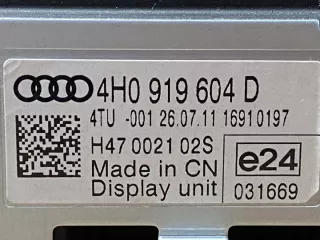 4H0 919 604 D
4TU -001 26.07.11 16910197
H47 0021 02S
Made in CN
Display unit
e24
031669